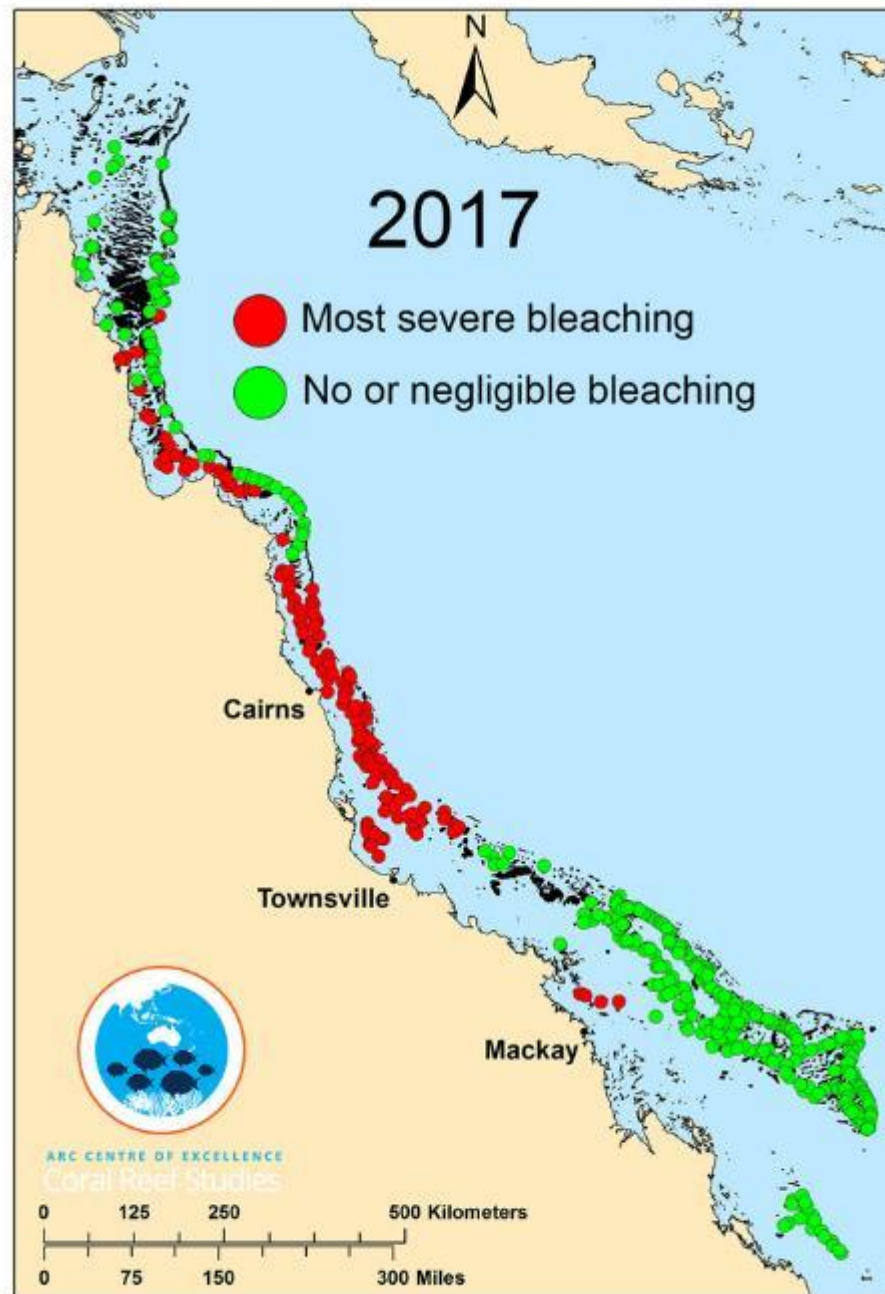 N
2017
Most severe bleaching
No or negligible bleaching
Cairns
Townsville
Mackay
ARC CENTRE OF EXCELLENCE
Coral Reef Studies
0 125 250 500 Kilometers
0 75 150 300 Miles